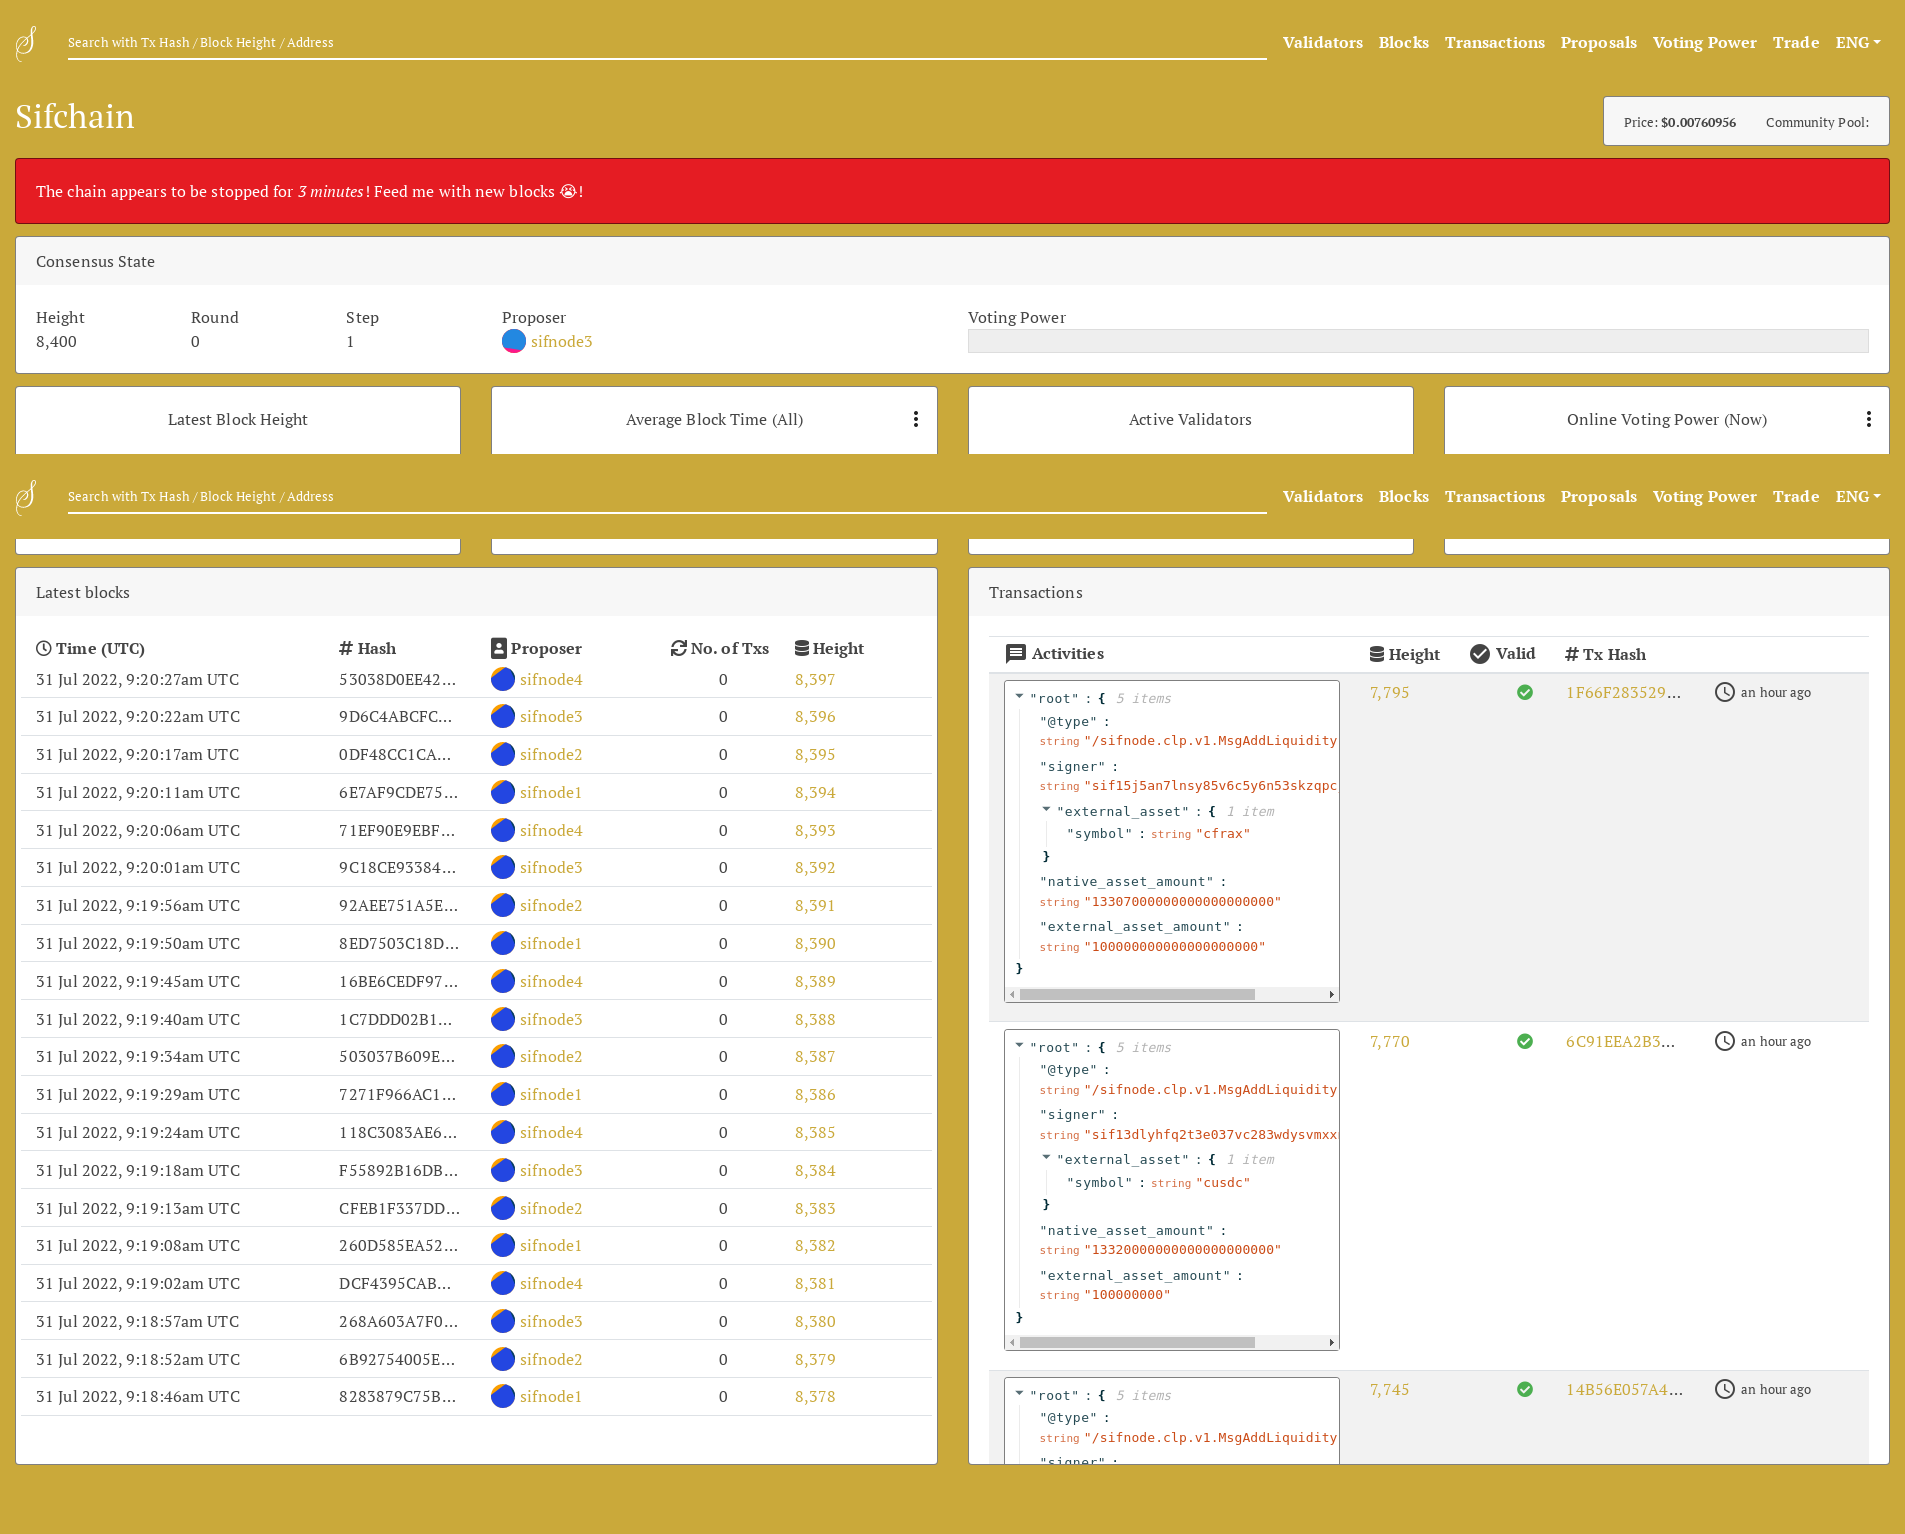 Search with Tx Hash / Block Height / Address Validators Blocks Transactions Proposals Voting Power Trade ENG
Sifchain
Price: $0.00760956 Community Pool:
The chain appears to be stopped for 3 minutes! Feed me with new blocks 😭!
Consensus State
Height Round Step Proposer Voting Power
8,400 0 1 sifnode3
Latest Block Height Average Block Time (All) Active Validators Online Voting Power (Now)
Search with Tx Hash / Block Height / Address Validators Blocks Transactions Proposals Voting Power Trade ENG
Latest blocks
Time (UTC) Hash Proposer No. of Txs Height
31 Jul 2022, 9:20:27am UTC 53038D0EE42... sifnode4 0 8,397
31 Jul 2022, 9:20:22am UTC 9D6C4ABCFC... sifnode3 0 8,396
31 Jul 2022, 9:20:17am UTC 0DF48CC1CA... sifnode2 0 8,395
31 Jul 2022, 9:20:11am UTC 6E7AF9CDE75... sifnode1 0 8,394
31 Jul 2022, 9:20:06am UTC 71EF90E9EBF... sifnode4 0 8,393
31 Jul 2022, 9:20:01am UTC 9C18CE93384... sifnode3 0 8,392
31 Jul 2022, 9:19:56am UTC 92AEE751A5E... sifnode2 0 8,391
31 Jul 2022, 9:19:50am UTC 8ED7503C18D... sifnode1 0 8,390
31 Jul 2022, 9:19:45am UTC 16BE6CEDF97... sifnode4 0 8,389
31 Jul 2022, 9:19:40am UTC 1C7DDD02B1... sifnode3 0 8,388
31 Jul 2022, 9:19:34am UTC 503037B609E... sifnode2 0 8,387
31 Jul 2022, 9:19:29am UTC 7271F966AC1... sifnode1 0 8,386
31 Jul 2022, 9:19:24am UTC 118C3083AE6... sifnode4 0 8,385
31 Jul 2022, 9:19:18am UTC F55892B16DB... sifnode3 0 8,384
31 Jul 2022, 9:19:13am UTC CFEB1F337DD... sifnode2 0 8,383
31 Jul 2022, 9:19:08am UTC 260D585EA52... sifnode1 0 8,382
31 Jul 2022, 9:19:02am UTC DCF4395CAB... sifnode4 0 8,381
31 Jul 2022, 9:18:57am UTC 268A603A7F0... sifnode3 0 8,380
31 Jul 2022, 9:18:52am UTC 6B92754005E... sifnode2 0 8,379
31 Jul 2022, 9:18:46am UTC 8283879C75B... sifnode1 0 8,378
Transactions
Activities Height Valid Tx Hash
"root" : { 5 items 7,795 1F66F283529... an hour ago
"@type" :
string "/sifnode.clp.v1.MsgAddLiquidity
"signer" :
string "sif15j5an7lnsy85v6c5y6n53skzqpc
"external_asset" : { 1 item
"symbol" : string "cfrax"
}
"native_asset_amount" :
string "13307000000000000000000"
"external_asset_amount" :
string "100000000000000000000"
}
"root" : { 5 items 7,770 6C91EEA2B3... an hour ago
"@type" :
string "/sifnode.clp.v1.MsgAddLiquidity
"signer" :
string "sif13dlyhfq2t3e037vc283wdysvmxx
"external_asset" : { 1 item
"symbol" : string "cusdc"
}
"native_asset_amount" :
string "13320000000000000000000"
"external_asset_amount" :
string "100000000"
}
"root" : { 5 items 7,745 14B56E057A4... an hour ago
"@type" :
string "/sifnode.clp.v1.MsgAddLiquidity
"signer" :